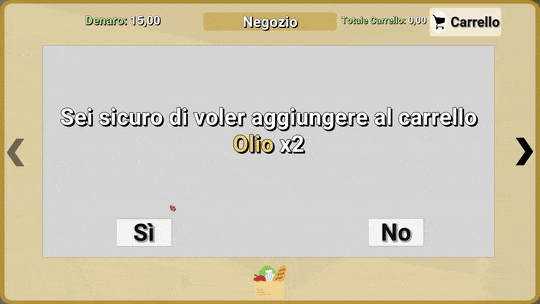 Denaro: 15,00
Negozio
Totale Carrello: 0,00
Carrello
Sei sicuro di voler aggiungere al carrello
Olio x2
Sì
No